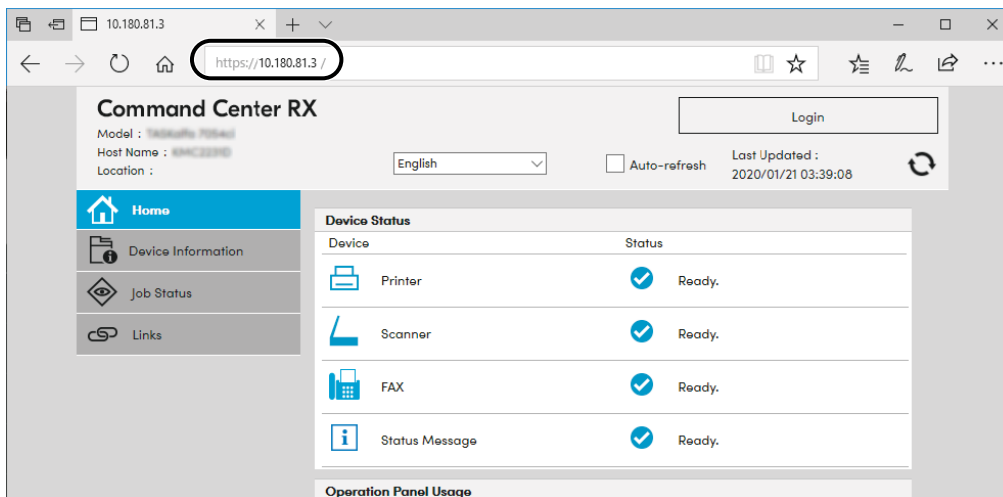 10.180.81.3
https://10.180.81.3 /
Command Center RX
Model :
Host Name :
Location :
English
Auto-refresh
Login
Last Updated :
2020/01/21 03:39:08
Home
Device Information
Job Status
Links
Device Status
Device Status
Printer Ready.
Scanner Ready.
FAX Ready.
Status Message Ready.
Operation Panel Usage